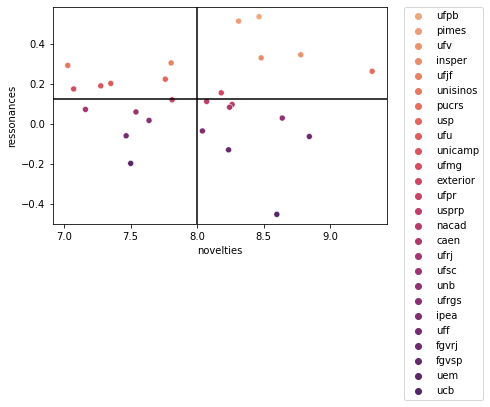 ressonances
0.4
0.2
0.0
−0.2
−0.4
7.0 7.5 8.0 8.5 9.0
novelties
ufpb
pimes
ufv
insper
ufjf
unisinos
pucrs
usp
ufu
unicamp
ufmg
exterior
ufpr
usprp
nacad
caen
ufrj
ufsc
unb
ufrgs
ipea
uff
fgvrj
fgvsp
uem
ucb